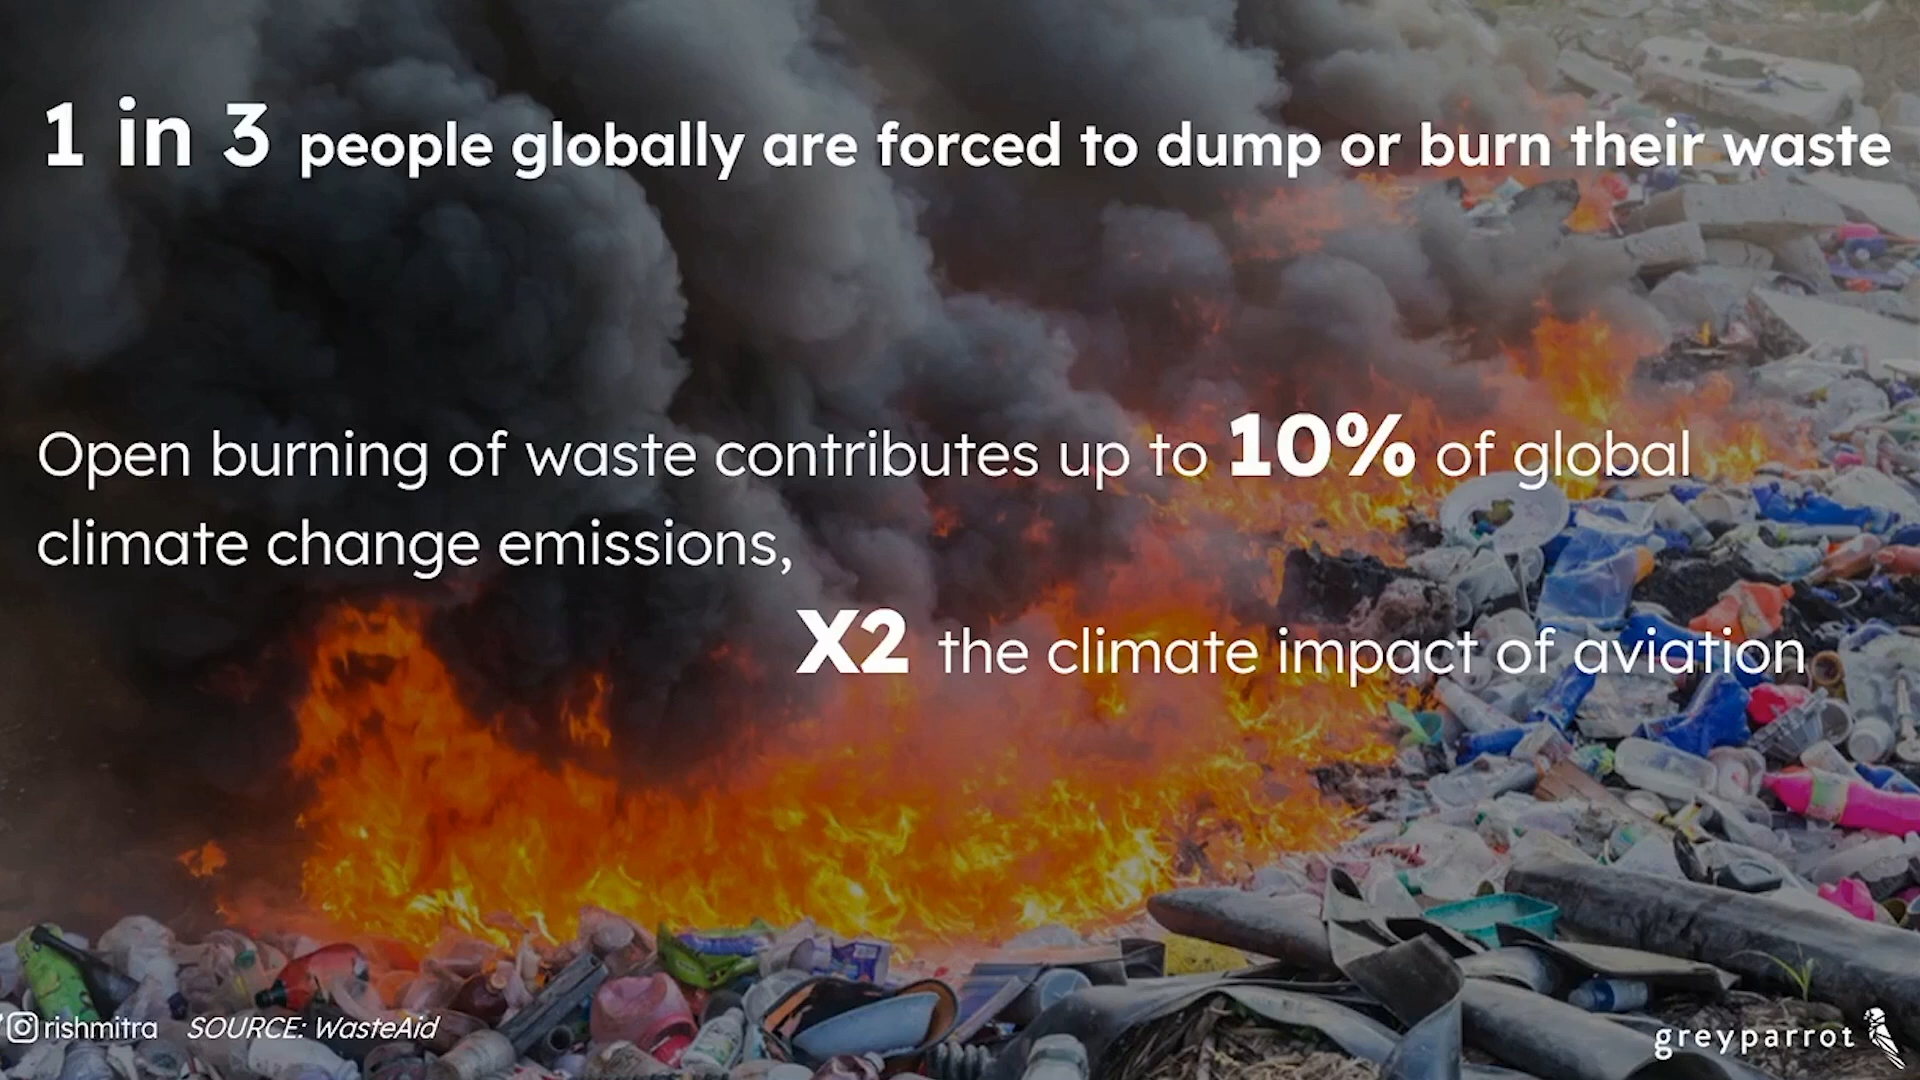 1 in 3 people globally are forced to dump or burn their waste
Open burning of waste contributes up to 10% of global
climate change emissions,
X2 the climate impact of aviation
rishmitra SOURCE: WasteAid
greyparrot